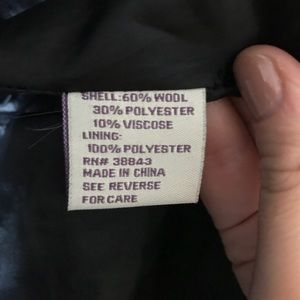 SHELL:60% WOOL
30% POLYESTER
10% VISCOSE
LINING:
100% POLYESTER
RN# 38843
MADE IN CHINA
SEE REVERSE
FOR CARE